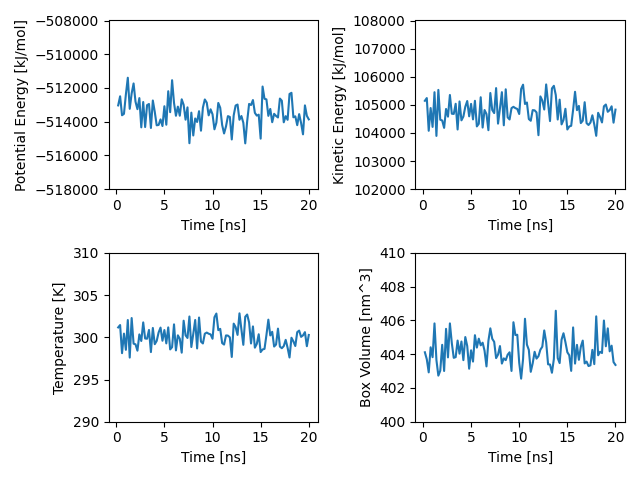 Potential Energy [kJ/mol]
−508000
−510000
−512000
−514000
−516000
−518000
0 5 10 15 20
Time [ns]
Kinetic Energy [kJ/mol]
108000
107000
106000
105000
104000
103000
102000
0 5 10 15 20
Time [ns]
Temperature [K]
310
305
300
295
290
0 5 10 15 20
Time [ns]
Box Volume [nm^3]
410
408
406
404
402
400
0 5 10 15 20
Time [ns]